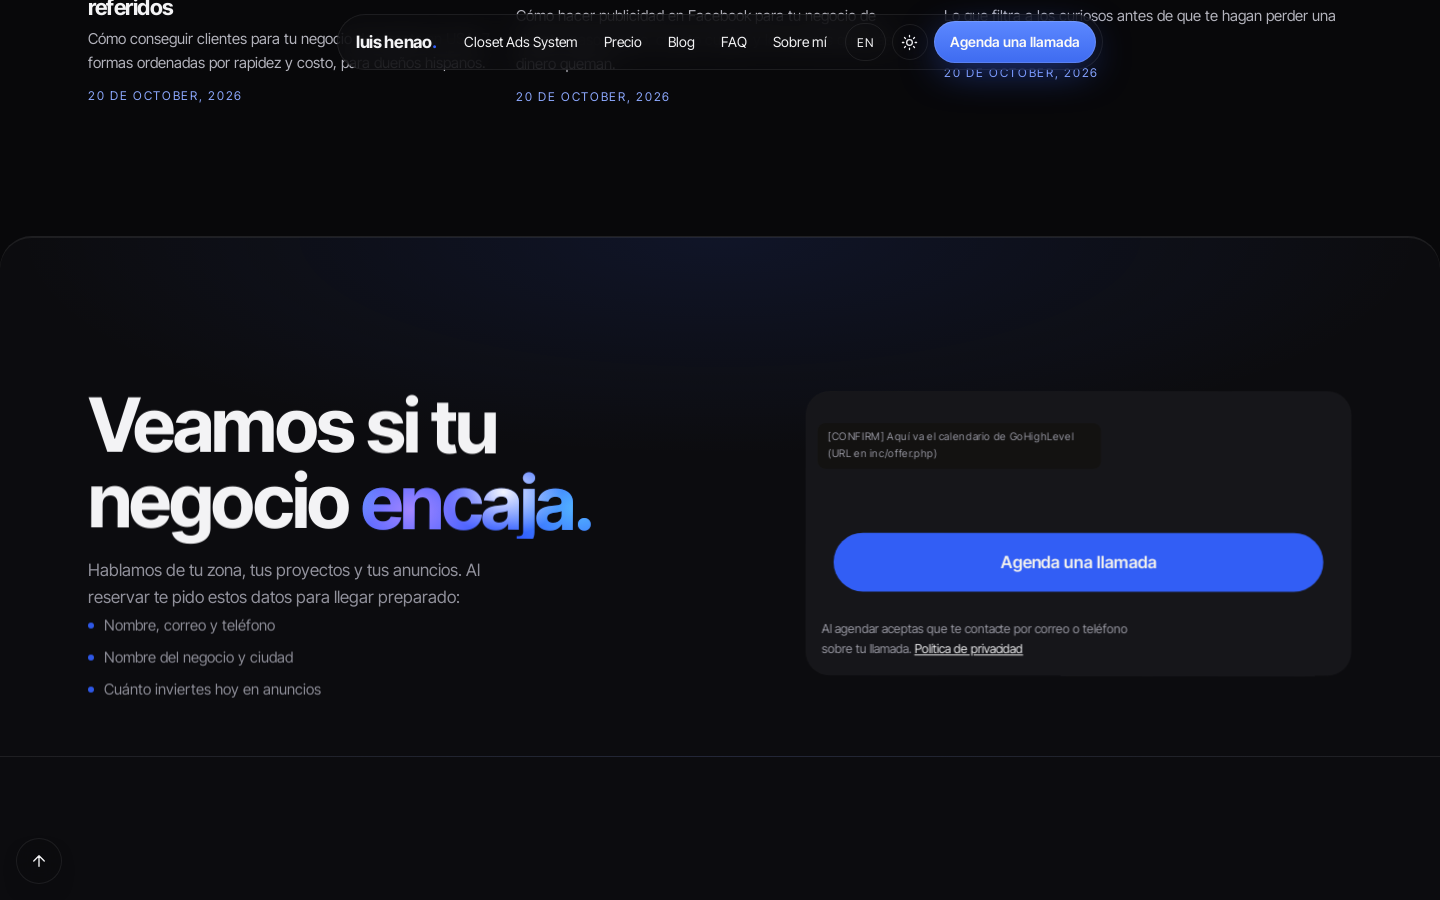 luis henao.
Closet Ads System
Precio
Blog
FAQ
Sobre mí
EN
Agenda una llamada
referidos
Cómo conseguir clientes para tu negoc
formas ordenadas por rapidez y costo, para dueños hispanos.
20 DE OCTOBER, 2026
Cómo hacer publicidad en Facebook para tu negocio de
dinero queman.
20 DE OCTOBER, 2026
Lo que filtra a los curiosos antes de que te hagan perder una
20 DE OCTOBER, 2026
Veamos si tu
negocio encaja.
Hablamos de tu zona, tus proyectos y tus anuncios. Al
reservar te pido estos datos para llegar preparado:
Nombre, correo y teléfono
Nombre del negocio y ciudad
Cuánto inviertes hoy en anuncios
[CONFIRM] Aquí va el calendario de GoHighLevel
(URL en inc/offer.php)
Agenda una llamada
Al agendar aceptas que te contacte por correo o teléfono
sobre tu llamada. Política de privacidad